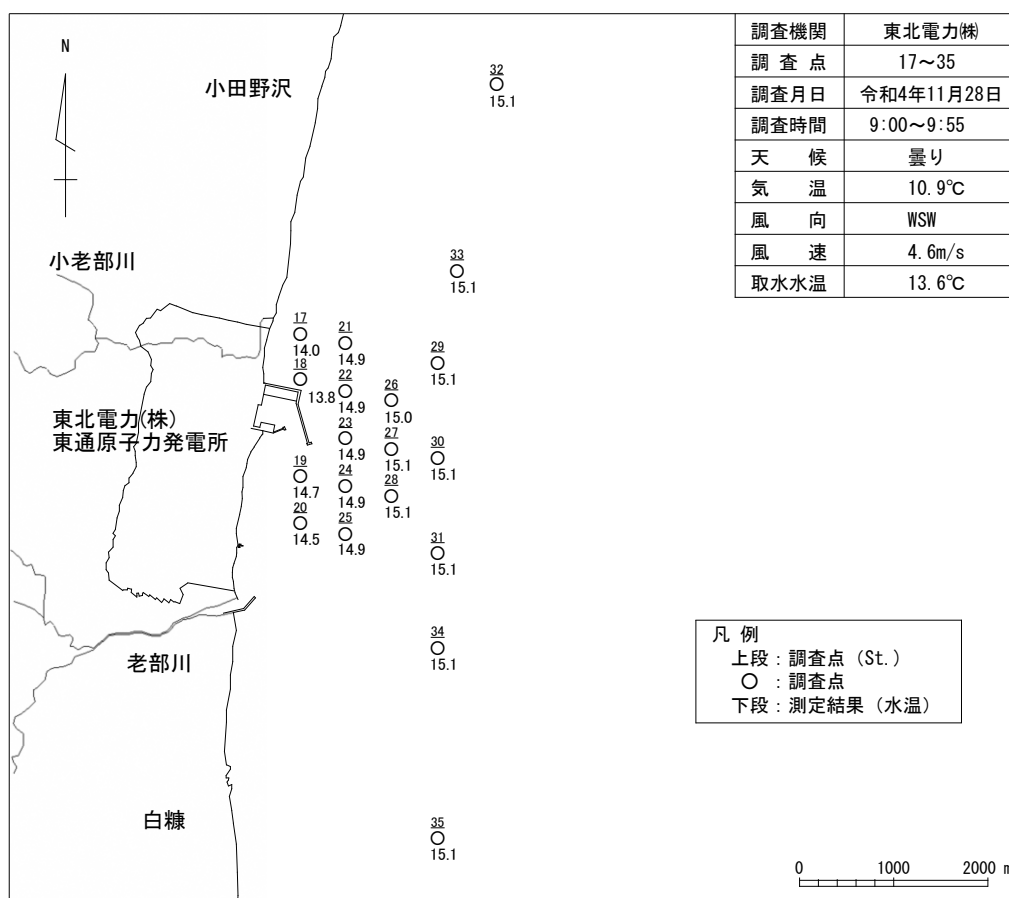 調査機関 東北電力㈱
調査点 17～35
調査月日 令和4年11月28日
調査時間 9:00～9:55
天候 曇り
気温 10.9℃
風向 WSW
風速 4.6m/s
取水水温 13.6℃
N
小田野沢
32
15.1
小老部川
33
15.1
17
14.0
21
14.9
29
15.1
18
13.8
22
14.9
26
15.0
東北電力(株)
東通原子力発電所
23
14.9
27
15.1
30
15.1
19
14.7
24
14.9
28
15.1
20
14.5
25
14.9
31
15.1
老部川
34
15.1
凡例
上段：調査点（St.）
○：調査点
下段：測定結果（水温）
白糠
35
15.1
0 1000 2000 m